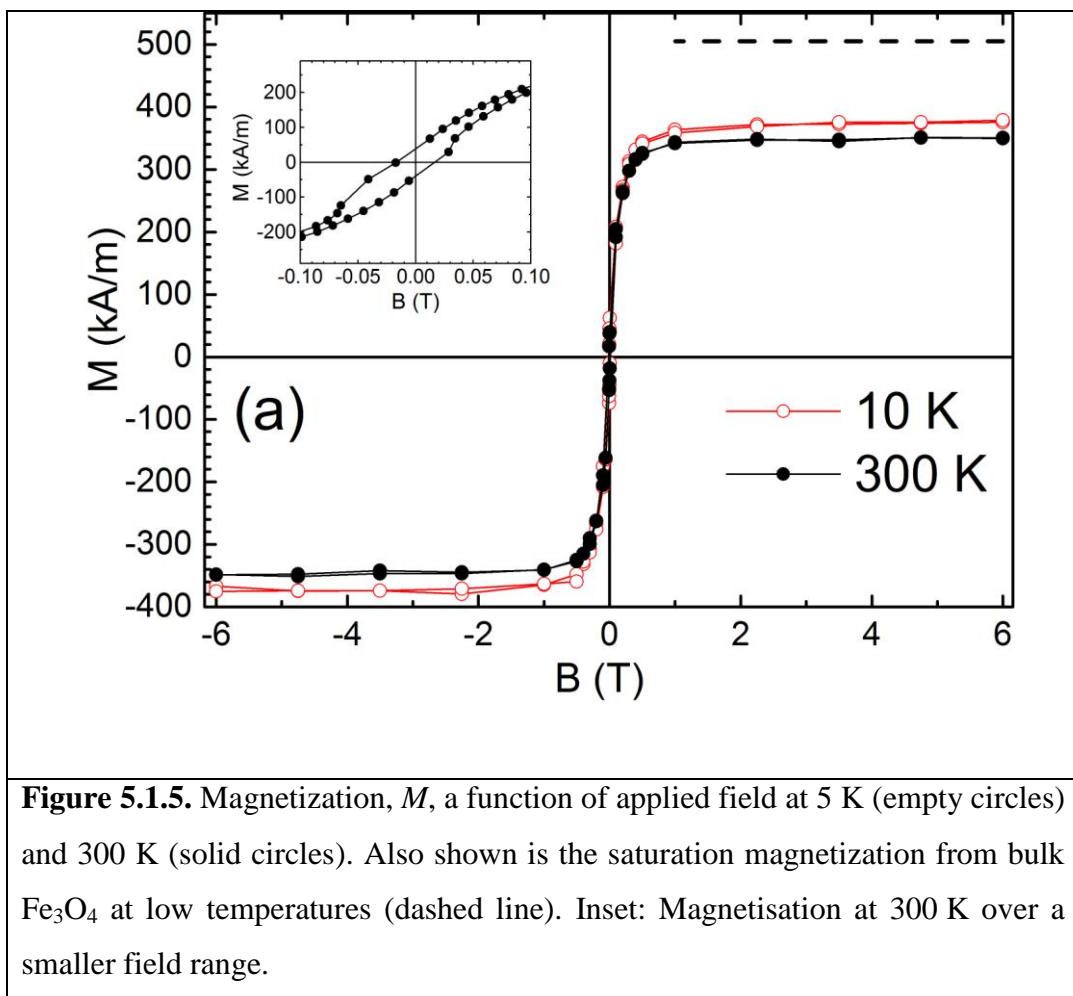 500
400
300
200
100
0
-100
-200
-300
-400
M (kA/m)
-6
-4
-2
0
2
4
6
B (T)
200
100
0
-100
-200
M (kA/m)
-0.10
-0.05
0.00
0.05
0.10
B (T)
(a)
10 K
300 K
Figure 5.1.5. Magnetization, M, a function of applied field at 5 K (empty circles)
and 300 K (solid circles). Also shown is the saturation magnetization from bulk
Fe₃O₄ at low temperatures (dashed line). Inset: Magnetisation at 300 K over a
smaller field range.